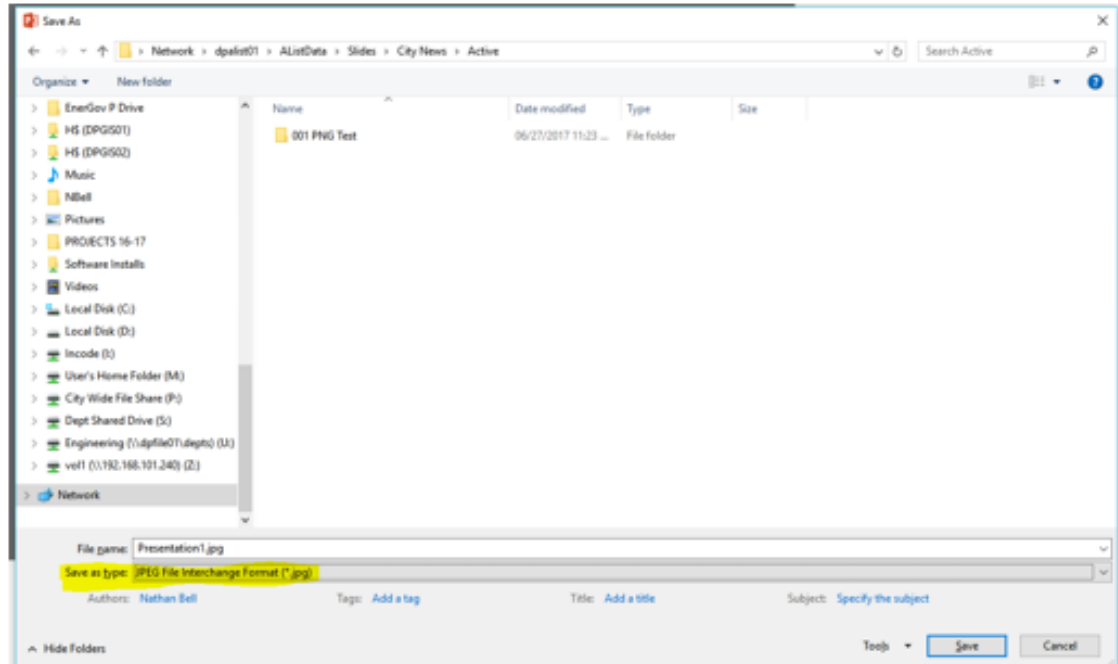 Save As
Network › dpalist01 › AListData › Slides › City News › Active
Search Active
Organize
New folder
Name
Date modified
Type
Size
EnerGov P Drive
H$ (DPGIS01)
H$ (DPGIS02)
Music
NBell
Pictures
PROJECTS 16-17
Software Installs
Videos
Local Disk (C:)
Local Disk (D:)
Incode (I:)
User's Home Folder (M:)
City Wide File Share (P:)
Dept Shared Drive (S:)
Engineering (\\dpfile01\depts) (U:)
vol1 (\\192.168.101.240) (Z:)
Network
001 PNG Test
06/27/2017 11:23 ...
File folder
File name: Presentation1.jpg
Save as type: JPEG File Interchange Format (*.jpg)
Authors: Nathan Bell
Tags: Add a tag
Title: Add a title
Subject: Specify the subject
Hide Folders
Tools
Save
Cancel